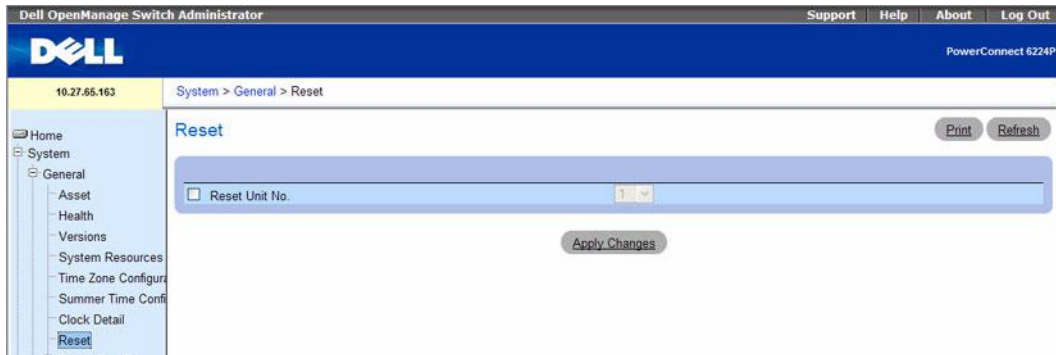 Dell OpenManage Switch Administrator
Support Help About Log Out
DELL
PowerConnect 6224P
10.27.65.163
System > General > Reset
Home
System
General
Asset
Health
Versions
System Resources
Time Zone Configura
Summer Time Confi
Clock Detail
Reset
Reset
Print Refresh
Reset Unit No. 1
Apply Changes